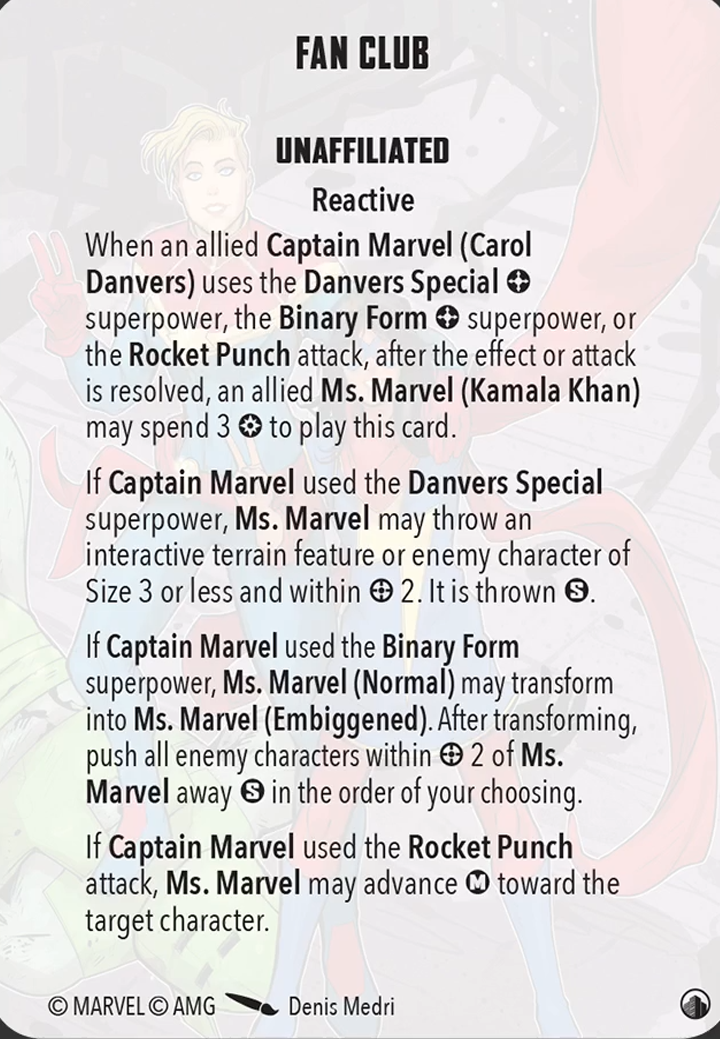 FAN CLUB
UNAFFILIATED
Reactive
When an allied Captain Marvel (Carol
Danvers) uses the Danvers Special
superpower, the Binary Form superpower, or
the Rocket Punch attack, after the effect or attack
is resolved, an allied Ms. Marvel (Kamala Khan)
may spend 3 to play this card.
If Captain Marvel used the Danvers Special
superpower, Ms. Marvel may throw an
interactive terrain feature or enemy character of
Size 3 or less and within 2. It is thrown S.
If Captain Marvel used the Binary Form
superpower, Ms. Marvel (Normal) may transform
into Ms. Marvel (Embiggened). After transforming,
push all enemy characters within 2 of Ms.
Marvel away S in the order of your choosing.
If Captain Marvel used the Rocket Punch
attack, Ms. Marvel may advance M toward the
target character.
© MARVEL © AMG Denis Medri